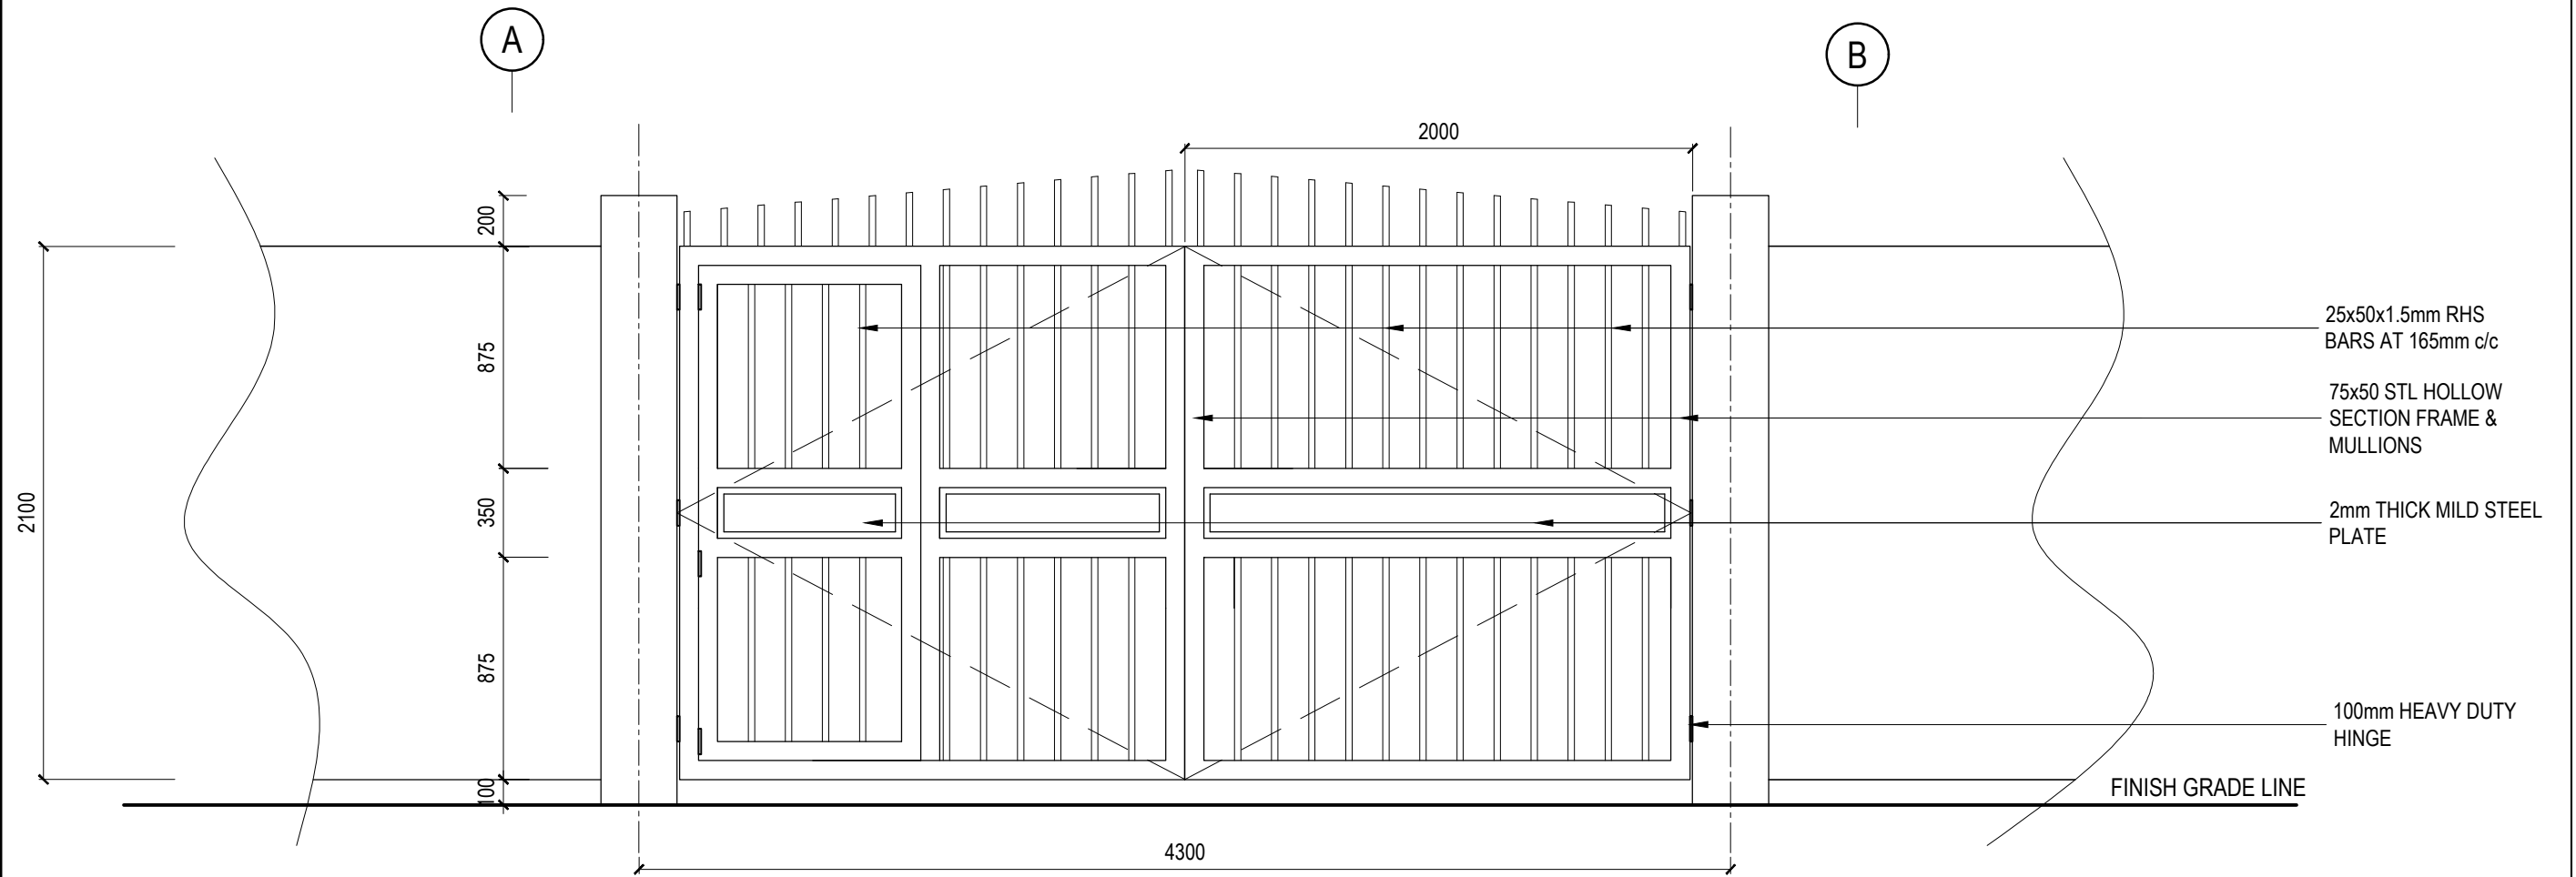 A
B
2000
200
875
350
875
100
2100
4300
25x50x1.5mm RHS
BARS AT 165mm c/c
75x50 STL HOLLOW
SECTION FRAME &
MULLIONS
2mm THICK MILD STEEL
PLATE
100mm HEAVY DUTY
HINGE
FINISH GRADE LINE